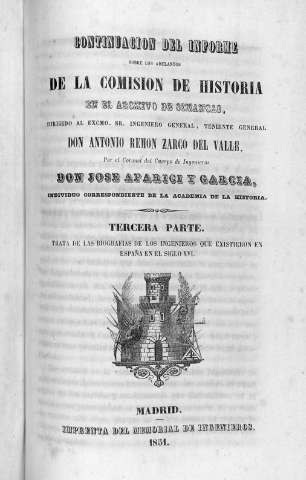 CONTINUACION DEL INFORME
SOBRE LOS ADELANTOS
DE LA COMISION DE HISTORIA
EN EL ARCHIVO DE SIMANCAS,
DIRIGIDO AL EXCMO. SR. INGENIERO GENERAL, TENIENTE GENERAL
DON ANTONIO REMON ZARCO DEL VALLE,
Por el Coronel del Cuerpo de Ingenieros
DON JOSE APARICI Y GARCIA,
INDIVIDUO CORRESPONDIENTE DE LA ACADEMIA DE LA HISTORIA.
TERCERA PARTE.
TRATA DE LAS BIOGRAFIAS DE LOS INGENIEROS QUE EXISTIERON EN
ESPAÑA EN EL SIGLO XVI.
MADRID.
IMPRENTA DEL MEMORIAL DE INGENIEROS.
1851.